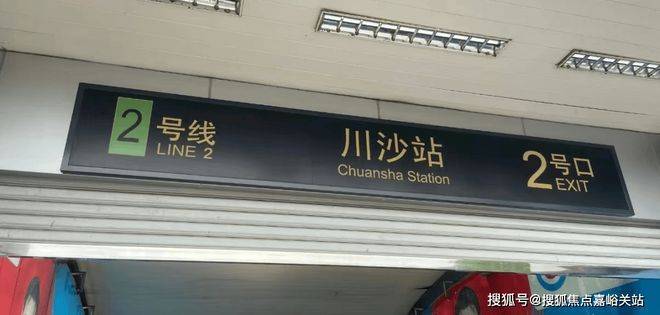 2 号线
LINE 2
川沙站
Chuansha Station
2 号口
EXIT
搜狐号@搜狐焦点嘉峪关站